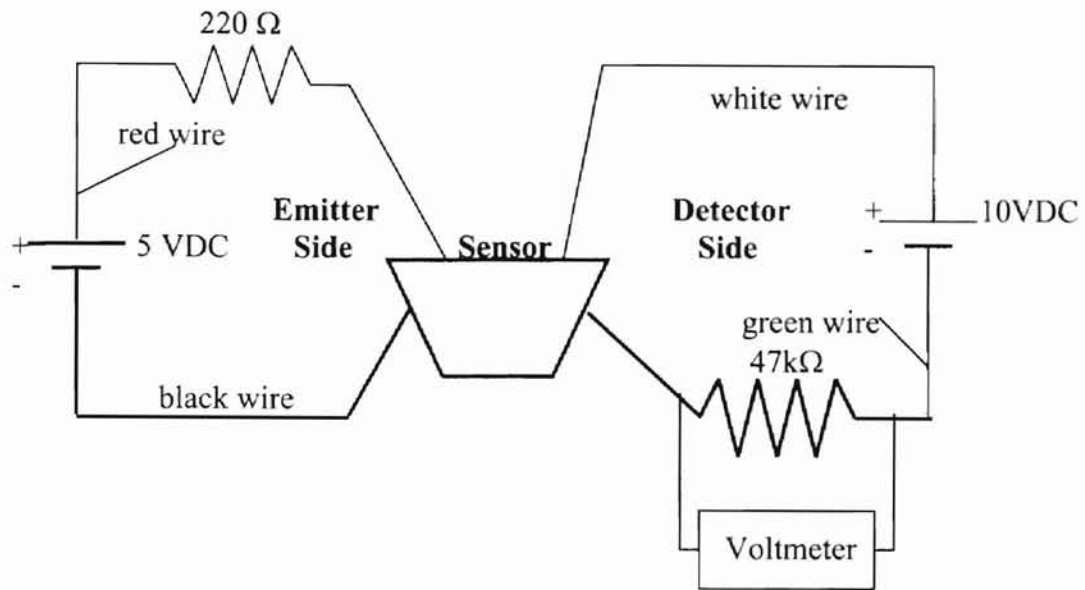 220 Ω
white wire
red wire
Emitter
Side
Detector
Side
+
-
10VDC
+
-
5 VDC
Sensor
green wire
47kΩ
black wire
Voltmeter